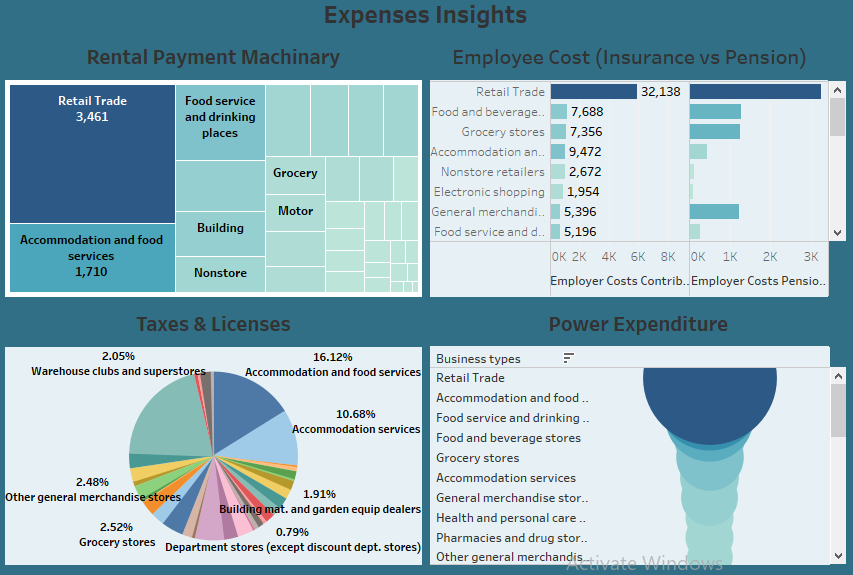 Expenses Insights
Rental Payment Machinary
Retail Trade
3,461
Food service
and drinking
places
Accommodation and food
services
1,710
Building
Nonstore
Grocery
Motor
Employee Cost (Insurance vs Pension)
Retail Trade
32,138
Food and beverage..
7,688
Grocery stores
7,356
Accommodation an..
9,472
Nonstore retailers
2,672
Electronic shopping
1,954
General merchandi..
5,396
Food service and d..
5,196
0K 2K 4K 6K 8K
0K 1K 2K 3K
Employer Costs Contrib..
Employer Costs Pensio..
Taxes & Licenses
2.05%
Warehouse clubs and superstores
16.12%
Accommodation and food services
10.68%
Accommodation services
2.48%
Other general merchandise stores
1.91%
Building mat. and garden equip dealers
2.52%
Grocery stores
0.79%
Department stores (except discount dept. stores)
Power Expenditure
Business types
Retail Trade
Accommodation and food ..
Food service and drinking ..
Food and beverage stores
Grocery stores
Accommodation services
General merchandise stor..
Health and personal care ..
Pharmacies and drug stor..
Other general merchandis..
Activate Windows